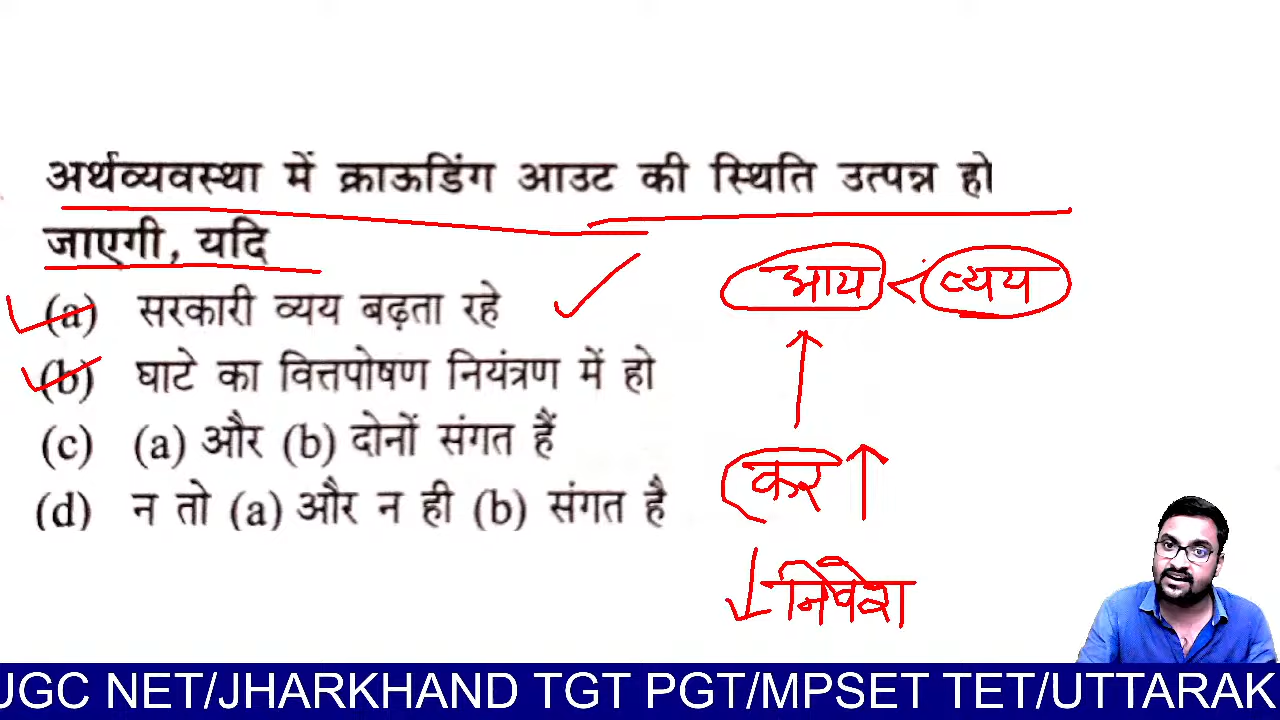 अर्थव्यवस्था में क्राऊडिंग आउट की स्थिति उत्पन्न हो
जाएगी, यदि
(a) सरकारी व्यय बढ़ता रहे
(b) घाटे का वित्तपोषण नियंत्रण में हो
(c) (a) और (b) दोनों संगत हैं
(d) न तो (a) और न ही (b) संगत है
आय < व्यय
कर ↑
↓ निवेश
UGC NET/JHARKHAND TGT PGT/MPSET TET/UTTARAK